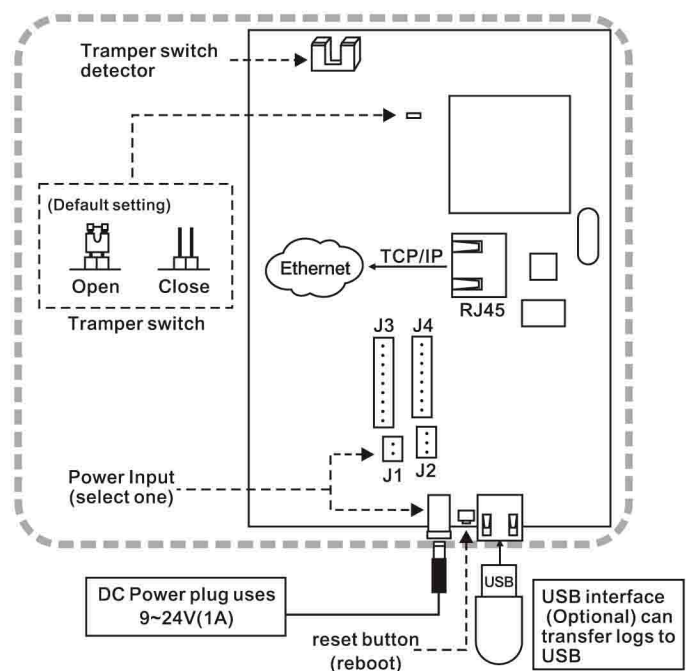 Tramper switch
detector
(Default setting)
Open
Close
Tramper switch
Ethernet
TCP/IP
RJ45
J3
J4
J1
J2
Power Input
(select one)
DC Power plug uses
9~24V(1A)
reset button
(reboot)
USB
USB interface
(Optional) can
transfer logs to
USB